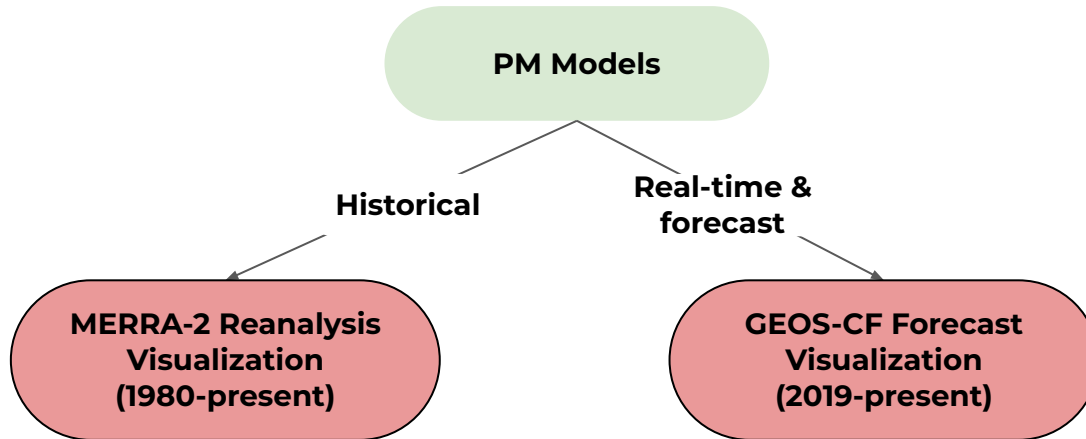 PM Models
Historical
Real-time &
forecast
MERRA-2 Reanalysis
Visualization
(1980-present)
GEOS-CF Forecast
Visualization
(2019-present)